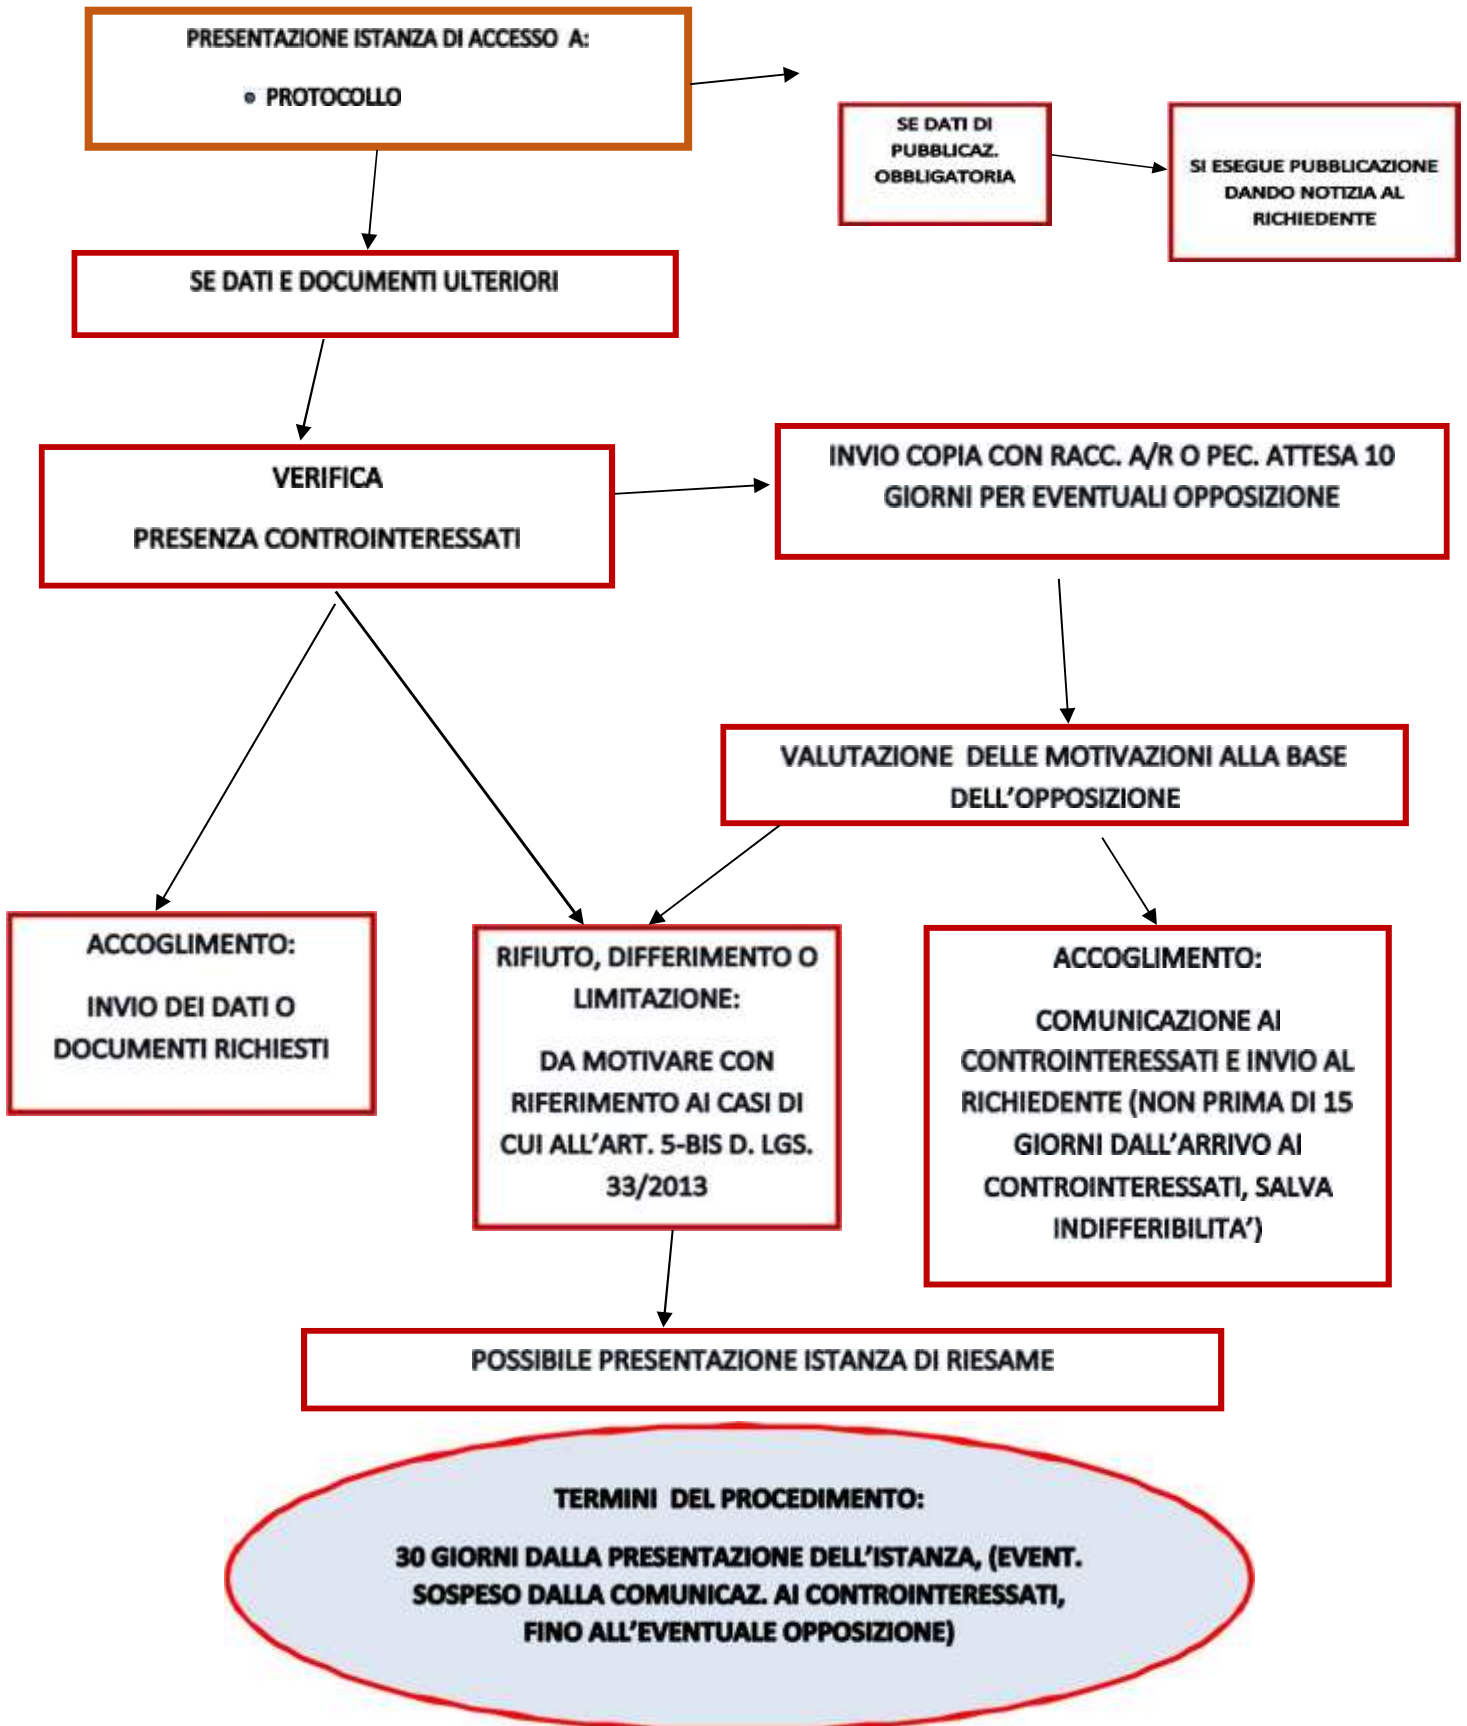 PRESENTAZIONE ISTANZA DI ACCESSO A:
• PROTOCOLLO
SE DATI DI
PUBBLICAZ.
OBBLIGATORIA
SI ESEGUE PUBBLICAZIONE
DANDO NOTIZIA AL
RICHIEDENTE
SE DATI E DOCUMENTI ULTERIORI
VERIFICA
PRESENZA CONTROINTERESSATI
INVIO COPIA CON RACC. A/R O PEC. ATTESA 10
GIORNI PER EVENTUALI OPPOSIZIONE
VALUTAZIONE DELLE MOTIVAZIONI ALLA BASE
DELL’OPPOSIZIONE
ACCOGLIMENTO:
INVIO DEI DATI O
DOCUMENTI RICHIESTI
RIFIUTO, DIFFERIMENTO O
LIMITAZIONE:
DA MOTIVARE CON
RIFERIMENTO AI CASI DI
CUI ALL’ART. 5-BIS D. LGS.
33/2013
ACCOGLIMENTO:
COMUNICAZIONE AI
CONTROINTERESSATI E INVIO AL
RICHIEDENTE (NON PRIMA DI 15
GIORNI DALL’ARRIVO AI
CONTROINTERESSATI, SALVA
INDIFFERIBILITA’)
POSSIBILE PRESENTAZIONE ISTANZA DI RIESAME
TERMINI DEL PROCEDIMENTO:
30 GIORNI DALLA PRESENTAZIONE DELL’ISTANZA, (EVENT.
SOSPESO DALLA COMUNICAZ. AI CONTROINTERESSATI,
FINO ALL’EVENTUALE OPPOSIZIONE)